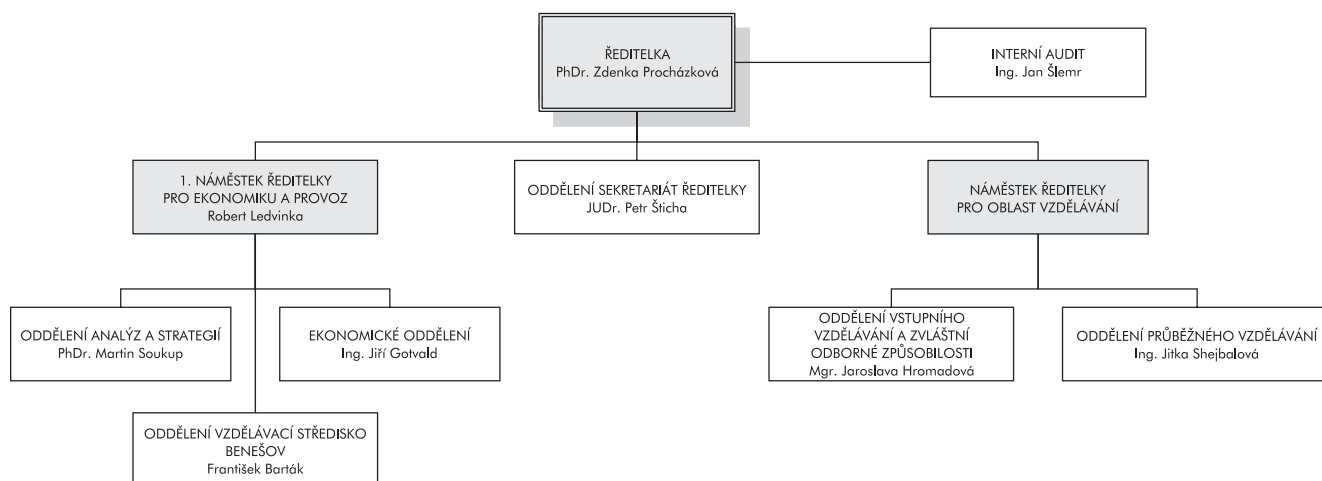 ŘEDITELKA
PhDr. Zdenka Procházková
INTERNÍ AUDIT
Ing. Jan Šlemr
1. NÁMĚSTEK ŘEDITELKY
PRO EKONOMIKU A PROVOZ
Robert Ledvinka
ODDĚLENÍ SEKRETARIÁT ŘEDITELKY
JUDr. Petr Šticha
NÁMĚSTEK ŘEDITELKY
PRO OBLAST VZDĚLÁVÁNÍ
ODDĚLENÍ ANALÝZ A STRATEGIÍ
PhDr. Martin Soukup
EKONOMICKÉ ODDĚLENÍ
Ing. Jiří Gotvald
ODDĚLENÍ VSTUPNÍHO
VZDĚLÁVÁNÍ A ZVLÁŠTNÍ
ODBORNÉ ZPŮSOBILOSTI
Mgr. Jaroslava Hromadová
ODDĚLENÍ PRŮBĚŽNÉHO VZDĚLÁVÁNÍ
Ing. Jitka Shejbalová
ODDĚLENÍ VZDĚLÁVACÍ STŘEDISKO
BENEŠOV
František Barták